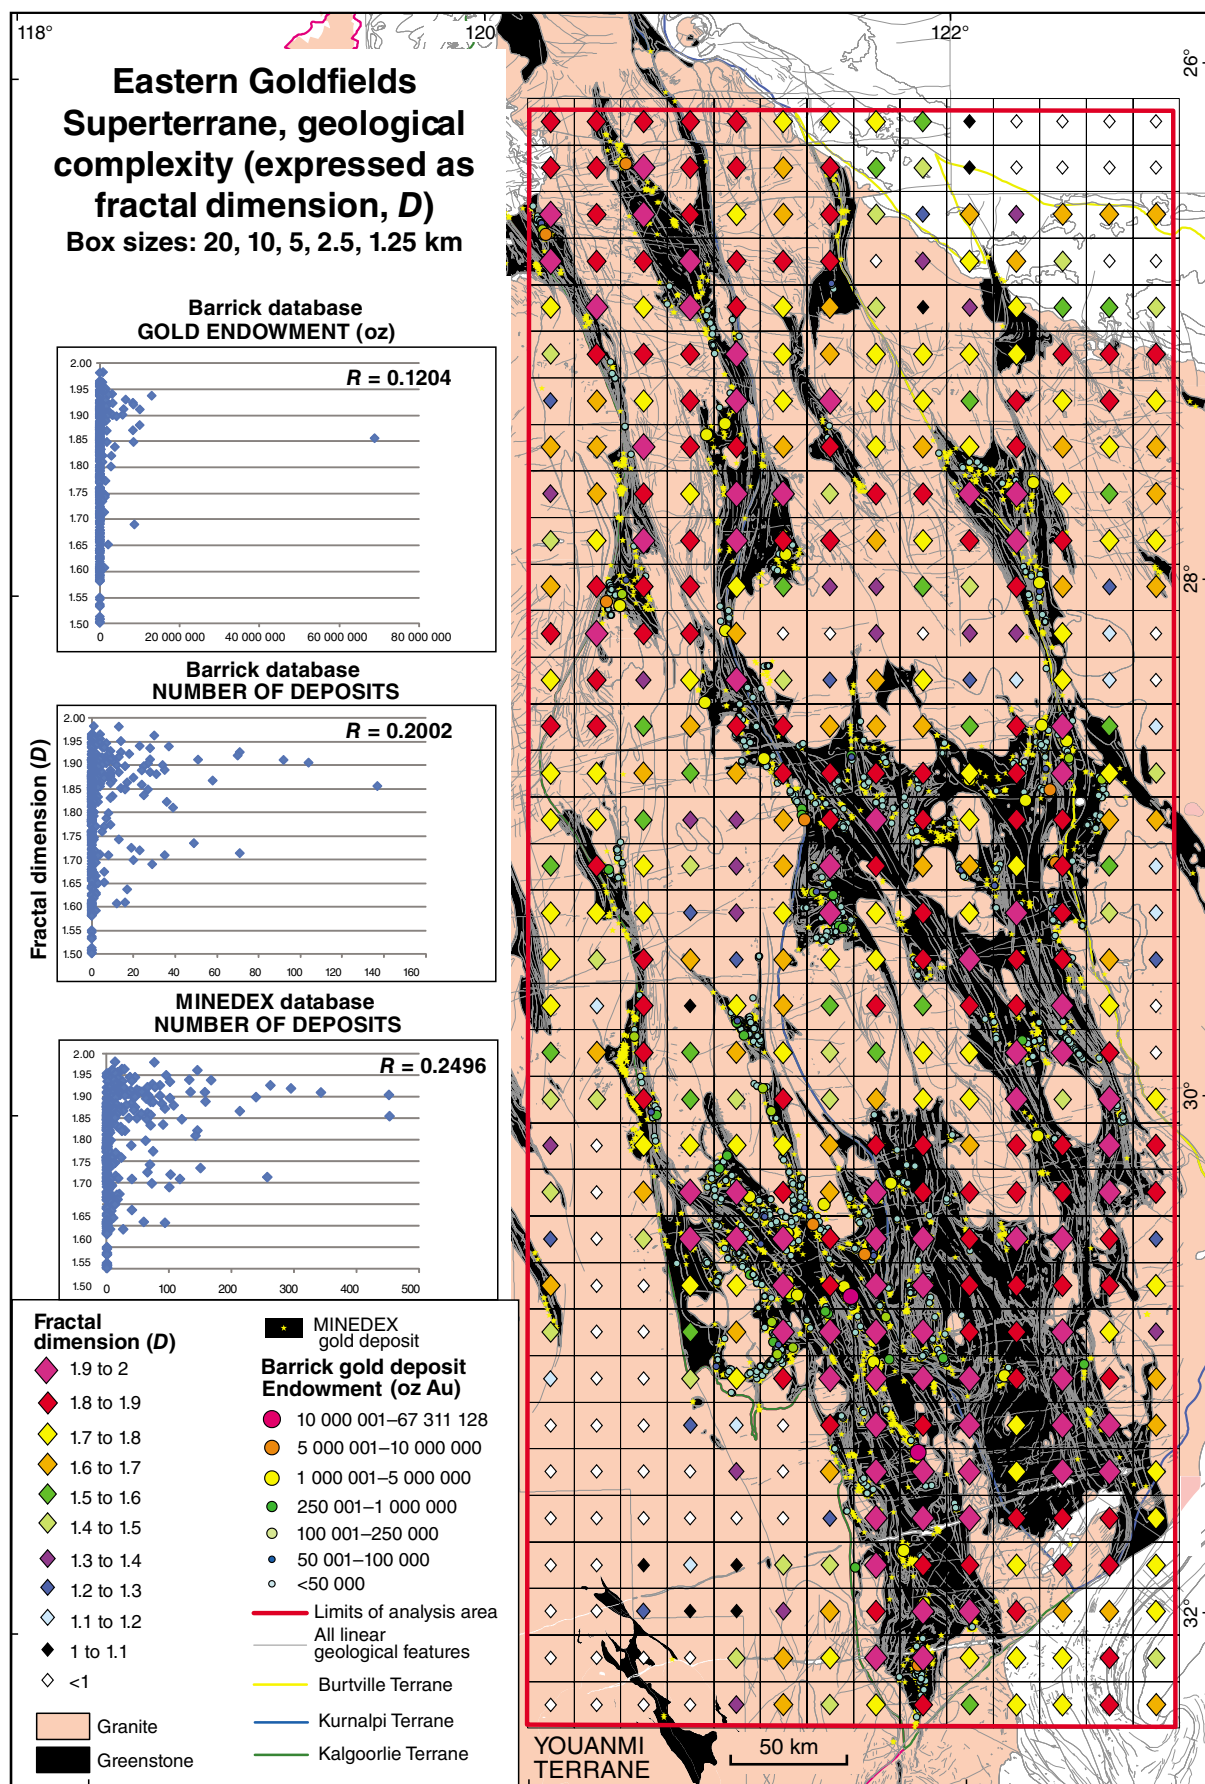 118°
120°
122°
26°
28°
30°
32°
Eastern Goldfields
Superterrane, geological
complexity (expressed as
fractal dimension, D)
Box sizes: 20, 10, 5, 2.5, 1.25 km
Barrick database
GOLD ENDOWMENT (oz)
R = 0.1204
2.00
1.95
1.90
1.85
1.80
1.75
1.70
1.65
1.60
1.55
1.50
0
20 0000 000
40 0000 000
60 0000 000
80 0000 000
Barrick database
NUMBER OF DEPOSITS
R = 0.2002
Fractal dimension (D)
2.00
1.95
1.90
1.85
1.80
1.75
1.70
1.65
1.60
1.55
1.50
0
20
40
60
80
100
120
140
160
MINEDEX database
NUMBER OF DEPOSITS
R = 0.2496
2.00
1.95
1.90
1.85
1.80
1.75
1.70
1.65
1.60
1.55
1.50
0
100
200
300
400
500
Fractal
dimension (D)
1.9 to 2
1.8 to 1.9
1.7 to 1.8
1.6 to 1.7
1.5 to 1.6
1.4 to 1.5
1.3 to 1.4
1.2 to 1.3
1.1 to 1.2
1 to 1.1
<1
Granite
Greenstone
MINEDEX
gold deposit
Barrick gold deposit
Endowment (oz Au)
10 000 001–67 311 128
5 000 001–10 000 000
1 000 001–5 000 000
250 001–1 000 000
100 001–250 000
50 001–100 000
<50 000
Limits of analysis area
All linear
geological features
Burtville Terrane
Kurnalpi Terrane
Kalgoorlie Terrane
YOUANMI
TERRANE
50 km